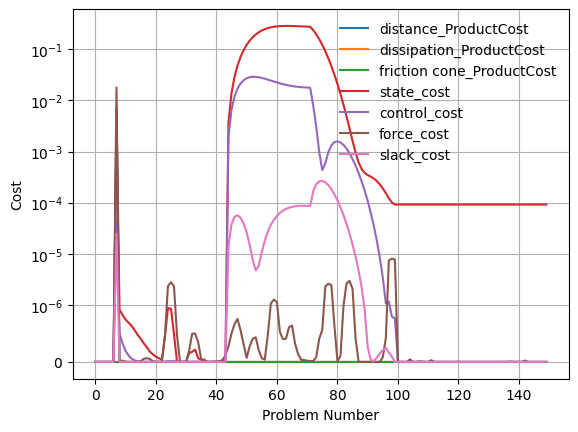 distance_ProductCost
dissipation_ProductCost
friction cone_ProductCost
state_cost
control_cost
force_cost
slack_cost
10⁻¹
10⁻²
10⁻³
10⁻⁴
10⁻⁵
10⁻⁶
0
Cost
0 20 40 60 80 100 120 140
Problem Number